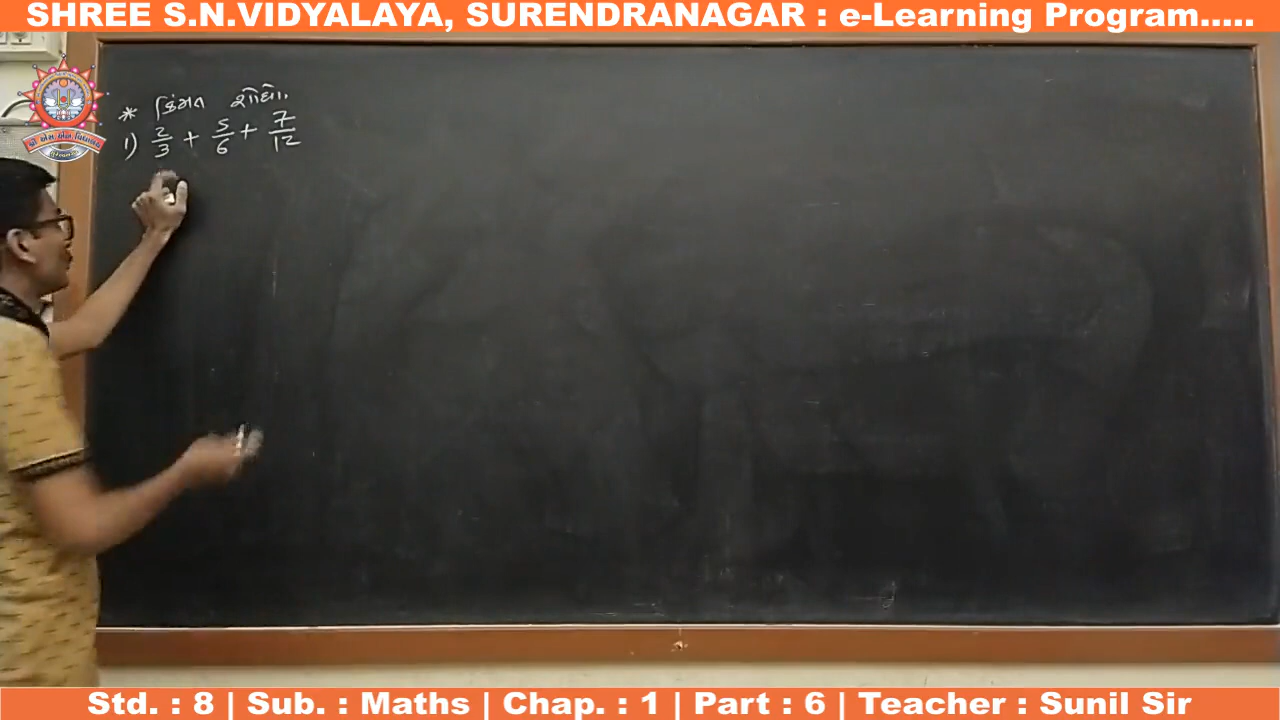 SHREE S.N.VIDYALAYA, SURENDRANAGAR : e-Learning Program.....
* કિંમત શોધો.
1) 2/3 + 5/6 + 7/12
Std. : 8 | Sub. : Maths | Chap. : 1 | Part : 6 | Teacher : Sunil Sir